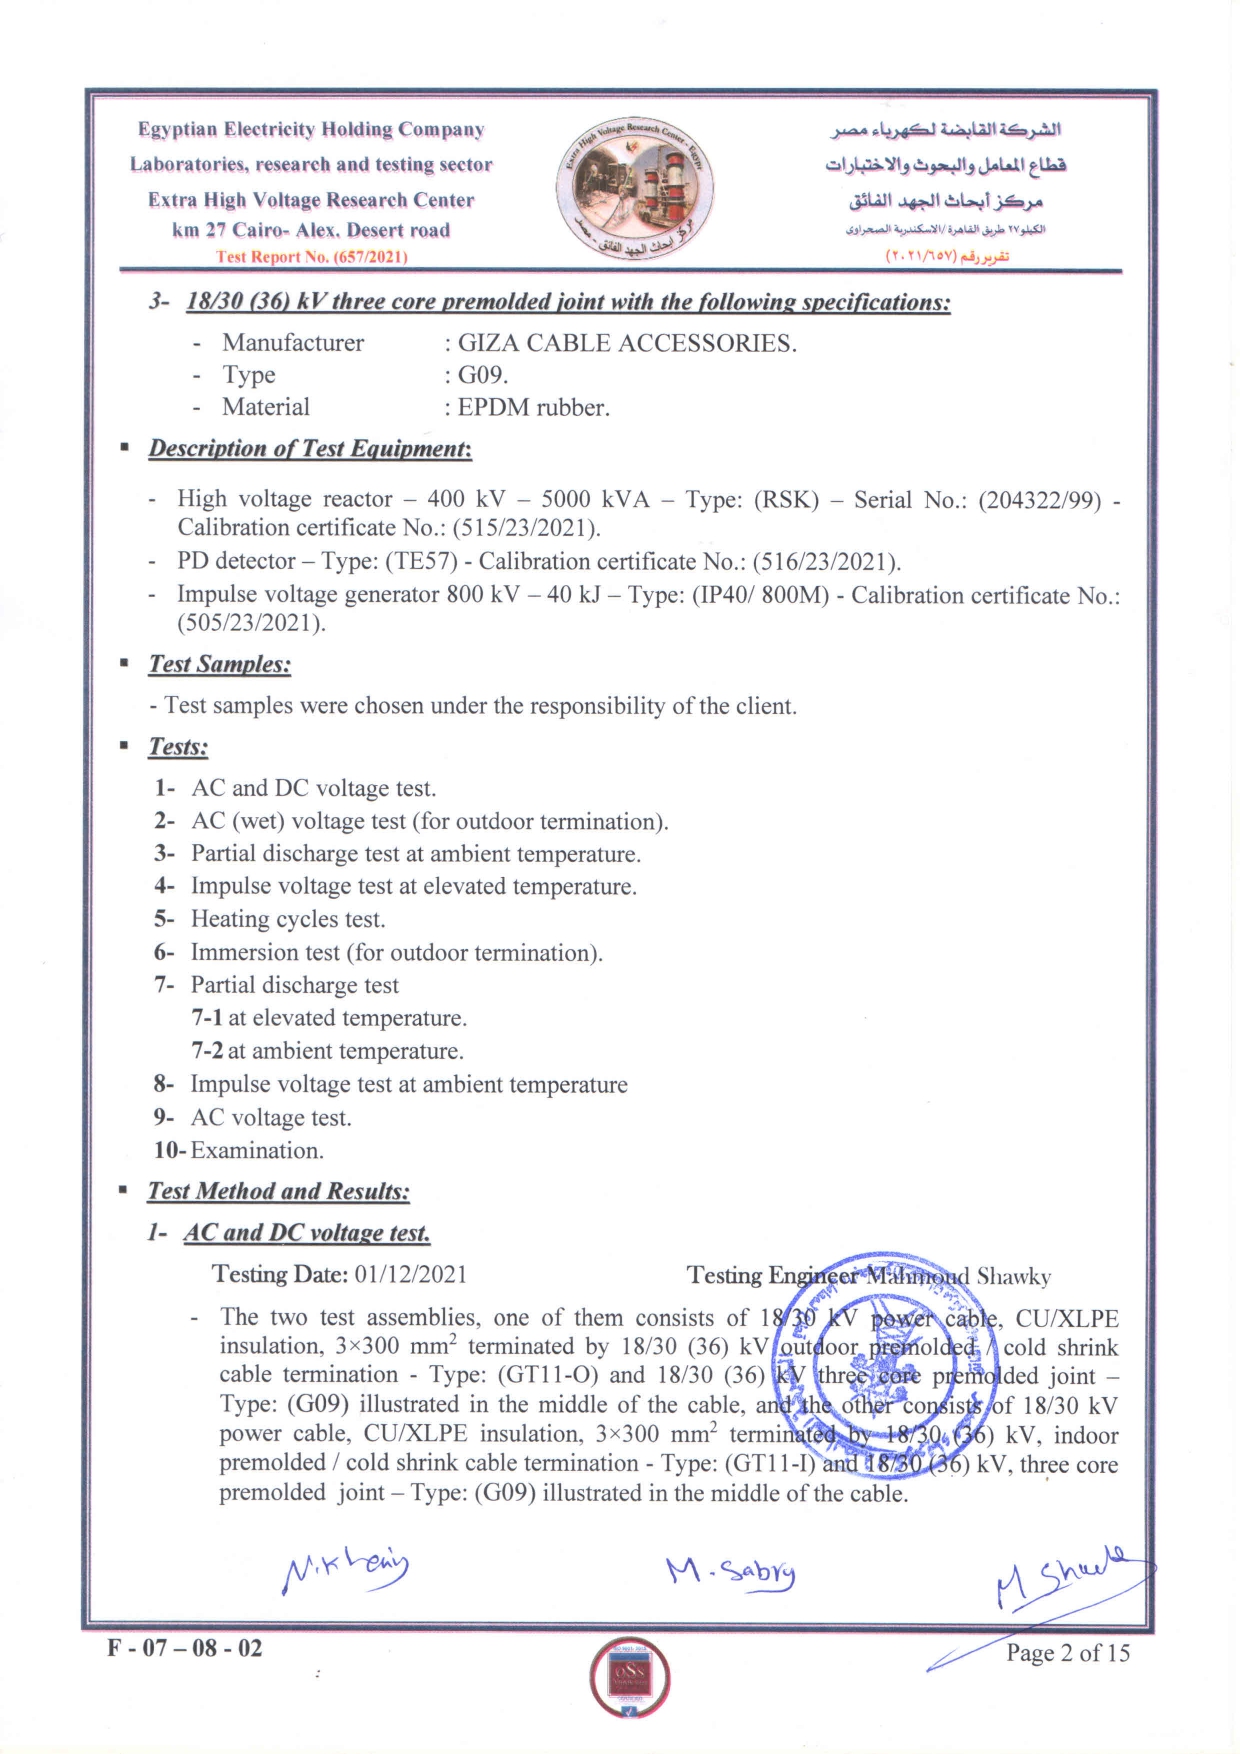 Egyptian Electricity Holding Company
Laboratories, research and testing sector
Extra High Voltage Research Center
km 27 Cairo- Alex. Desert road
Test Report No. (657/2021)
Extra High Voltage Research Center - Egypt
مركز أبحاث الجهد الفائق - مصر
الشركة القابضة لكهرباء مصر
قطاع المعامل والبحوث والاختبارات
مركز أبحاث الجهد الفائق
الكيلو ٢٧ طريق القاهرة /الاسكندرية الصحراوى
تقرير رقم (٢٠٢١/٦٥٧)
3- 18/30 (36) kV three core premolded joint with the following specifications:
- Manufacturer : GIZA CABLE ACCESSORIES.
- Type : G09.
- Material : EPDM rubber.
▪ Description of Test Equipment:
- High voltage reactor – 400 kV – 5000 kVA – Type: (RSK) – Serial No.: (204322/99) -
Calibration certificate No.: (515/23/2021).
- PD detector – Type: (TE57) - Calibration certificate No.: (516/23/2021).
- Impulse voltage generator 800 kV – 40 kJ – Type: (IP40/ 800M) - Calibration certificate No.:
(505/23/2021).
▪ Test Samples:
- Test samples were chosen under the responsibility of the client.
▪ Tests:
1- AC and DC voltage test.
2- AC (wet) voltage test (for outdoor termination).
3- Partial discharge test at ambient temperature.
4- Impulse voltage test at elevated temperature.
5- Heating cycles test.
6- Immersion test (for outdoor termination).
7- Partial discharge test
7-1 at elevated temperature.
7-2 at ambient temperature.
8- Impulse voltage test at ambient temperature
9- AC voltage test.
10- Examination.
▪ Test Method and Results:
1- AC and DC voltage test.
Testing Date: 01/12/2021 Testing Engineer Mahmoud Shawky
- The two test assemblies, one of them consists of 18/30 kV power cable, CU/XLPE
insulation, 3×300 mm² terminated by 18/30 (36) kV outdoor premolded / cold shrink
cable termination - Type: (GT11-O) and 18/30 (36) kV three core premolded joint –
Type: (G09) illustrated in the middle of the cable, and the other consists of 18/30 kV
power cable, CU/XLPE insulation, 3×300 mm² terminated by 18/30 (36) kV, indoor
premolded / cold shrink cable termination - Type: (GT11-I) and 18/30 (36) kV, three core
premolded joint – Type: (G09) illustrated in the middle of the cable.
M. Sabry
F - 07 – 08 - 02
Page 2 of 15